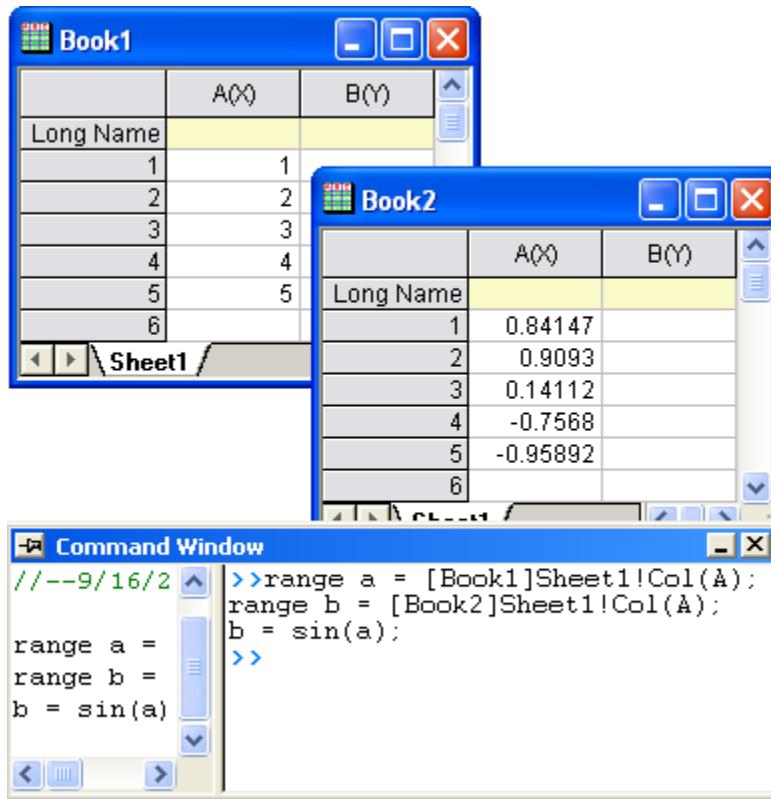 Book1
A(X) B(Y)
Long Name
1 1
2 2
3 3
4 4
5 5
6
Sheet1
Book2
A(X) B(Y)
Long Name
1 0.84147
2 0.9093
3 0.14112
4 -0.7568
5 -0.95892
6
Sheet1
Command Window
//--9/16/2
range a =
range b =
b = sin(a)
>>range a = [Book1]Sheet1!Col(A);
range b = [Book2]Sheet1!Col(A);
b = sin(a);
>>